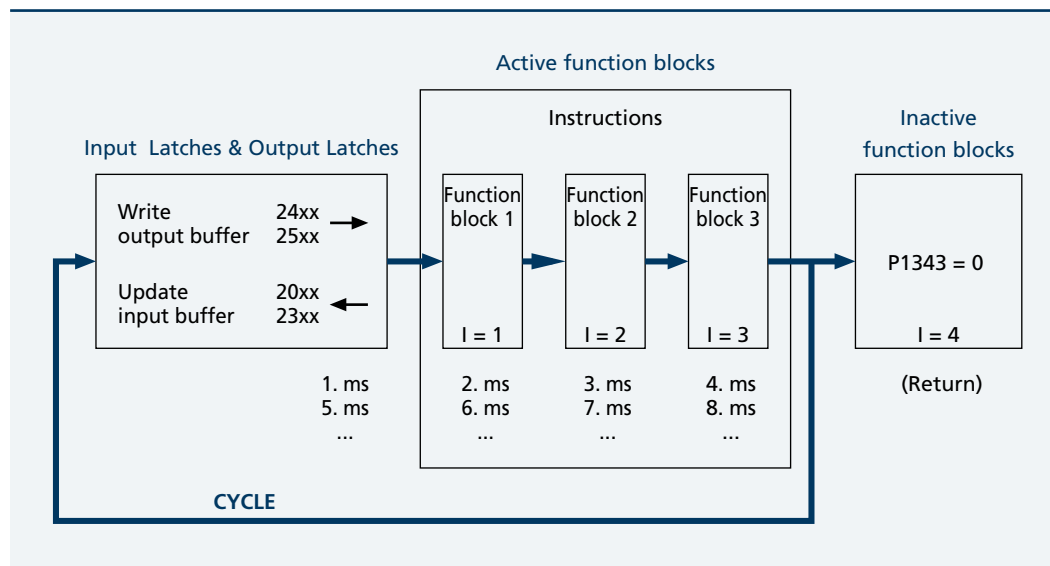 Active function blocks
Instructions
Inactive
function blocks
Input Latches & Output Latches
Write 24xx
output buffer 25xx
Update 20xx
input buffer 23xx
Function
block 1
I = 1
Function
block 2
I = 2
Function
block 3
I = 3
P1343 = 0
I = 4
1. ms 2. ms 3. ms 4. ms
5. ms 6. ms 7. ms 8. ms
... ... ... ...
(Return)
CYCLE